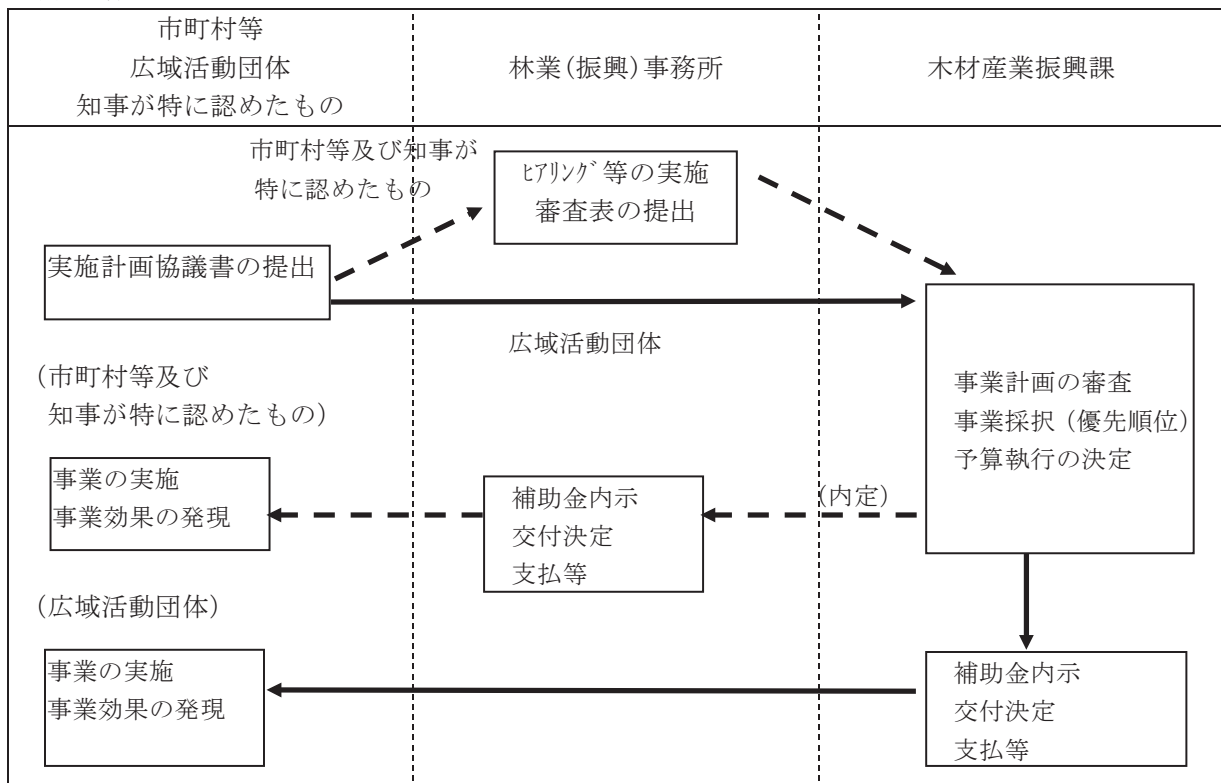 市町村等
広域活動団体
知事が特に認めたもの
林業(振興)事務所
木材産業振興課
市町村等及び知事が
特に認めたもの
ﾋｱﾘﾝｸﾞ等の実施
審査表の提出
実施計画協議書の提出
広域活動団体
(市町村等及び
知事が特に認めたもの)
事業計画の審査
事業採択(優先順位)
予算執行の決定
事業の実施
事業効果の発現
補助金内示
交付決定
支払等
(内定)
(広域活動団体)
事業の実施
事業効果の発現
補助金内示
交付決定
支払等